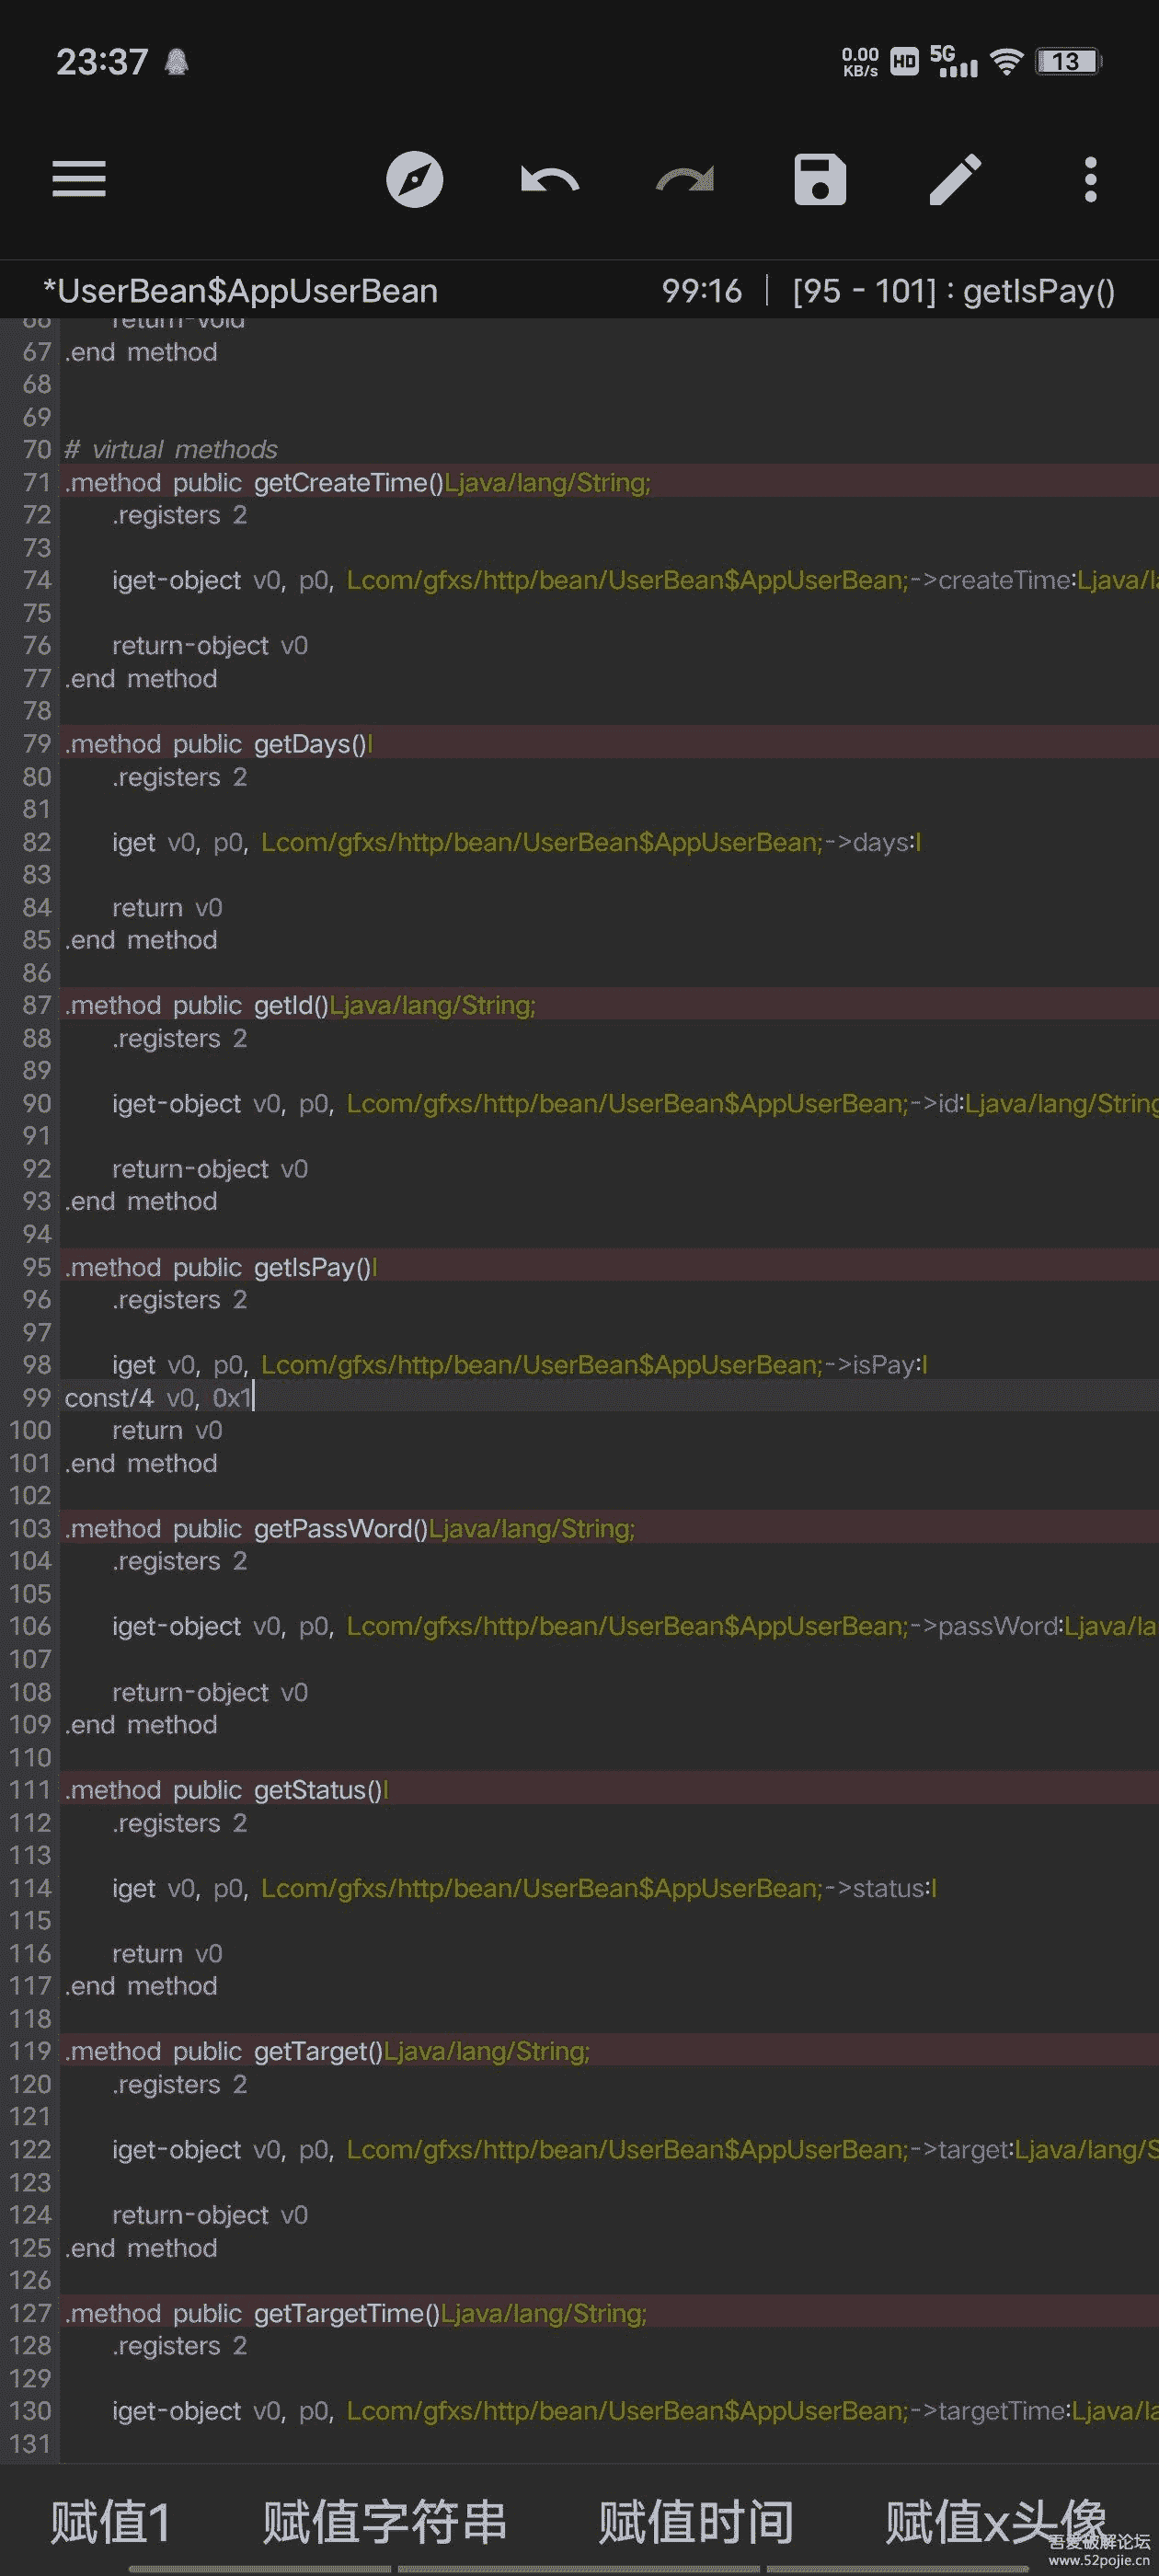 23:37
0.00 KB/s HD 5G 13
*UserBean$AppUserBean 99:16 | [95 - 101] : getIsPay()
66 return-void
67 .end method
68
69
70 # virtual methods
71 .method public getCreateTime()Ljava/lang/String;
72 .registers 2
73
74 iget-object v0, p0, Lcom/gfxs/http/bean/UserBean$AppUserBean;->createTime:Ljava/la
75
76 return-object v0
77 .end method
78
79 .method public getDays()I
80 .registers 2
81
82 iget v0, p0, Lcom/gfxs/http/bean/UserBean$AppUserBean;->days:I
83
84 return v0
85 .end method
86
87 .method public getId()Ljava/lang/String;
88 .registers 2
89
90 iget-object v0, p0, Lcom/gfxs/http/bean/UserBean$AppUserBean;->id:Ljava/lang/String
91
92 return-object v0
93 .end method
94
95 .method public getIsPay()I
96 .registers 2
97
98 iget v0, p0, Lcom/gfxs/http/bean/UserBean$AppUserBean;->isPay:I
99 const/4 v0, 0x1
100 return v0
101 .end method
102
103 .method public getPassWord()Ljava/lang/String;
104 .registers 2
105
106 iget-object v0, p0, Lcom/gfxs/http/bean/UserBean$AppUserBean;->passWord:Ljava/la
107
108 return-object v0
109 .end method
110
111 .method public getStatus()I
112 .registers 2
113
114 iget v0, p0, Lcom/gfxs/http/bean/UserBean$AppUserBean;->status:I
115
116 return v0
117 .end method
118
119 .method public getTarget()Ljava/lang/String;
120 .registers 2
121
122 iget-object v0, p0, Lcom/gfxs/http/bean/UserBean$AppUserBean;->target:Ljava/lang/S
123
124 return-object v0
125 .end method
126
127 .method public getTargetTime()Ljava/lang/String;
128 .registers 2
129
130 iget-object v0, p0, Lcom/gfxs/http/bean/UserBean$AppUserBean;->targetTime:Ljava/la
131
赋值1 赋值字符串 赋值时间 赋值x头像
吾爱破解论坛
www.52pojie.cn